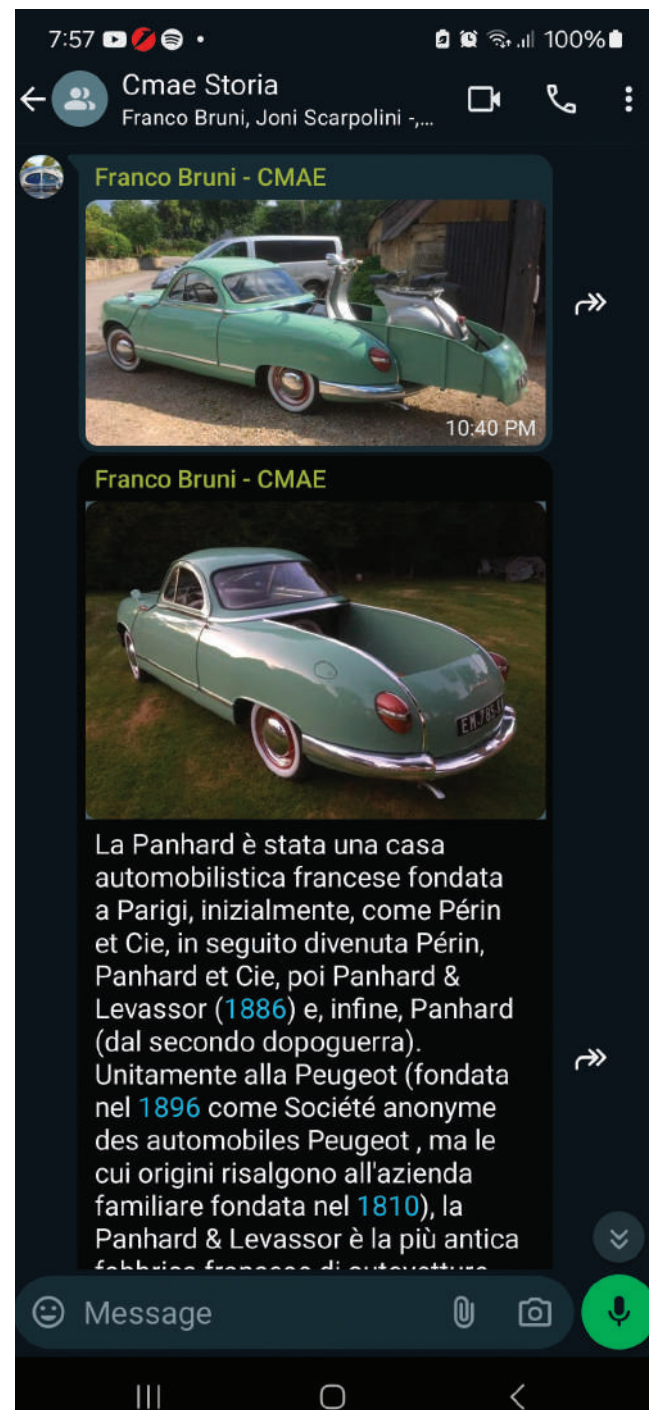 7:57
100%
Cmae Storia
Franco Bruni, Joni Scarpolini -,...
Franco Bruni - CMAE
10:40 PM
Franco Bruni - CMAE
La Panhard è stata una casa
automobilistica francese fondata
a Parigi, inizialmente, come Périn
et Cie, in seguito divenuta Périn,
Panhard et Cie, poi Panhard &
Levassor (1886) e, infine, Panhard
(dal secondo dopoguerra).
Unitamente alla Peugeot (fondata
nel 1896 come Société anonyme
des automobiles Peugeot , ma le
cui origini risalgono all'azienda
familiare fondata nel 1810), la
Panhard & Levassor è la più antica
fabbrica francese di autovetture
Message